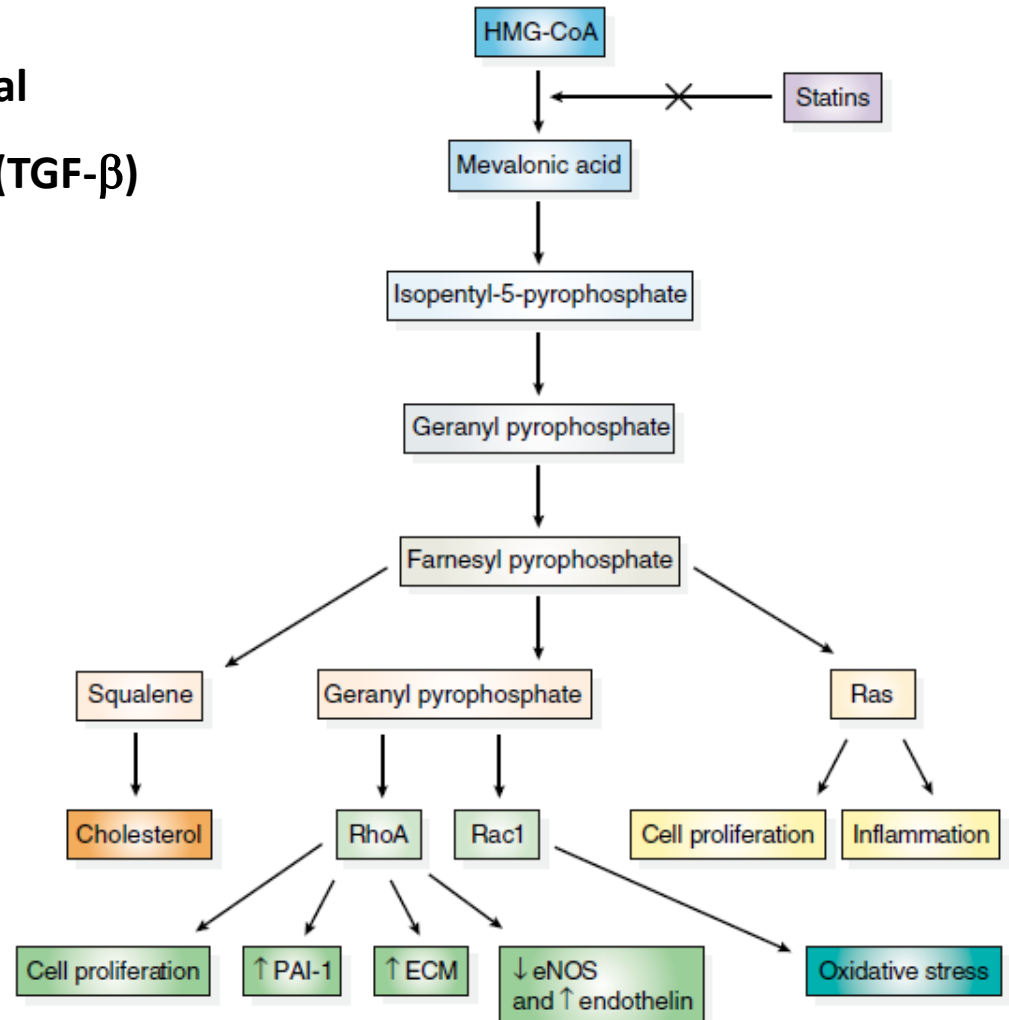 HMG-CoA
al
Statins
(TGF-β)
Mevalonic acid
Isopentyl-5-pyrophosphate
Geranyl pyrophosphate
Farnesyl pyrophosphate
Squalene
Geranyl pyrophosphate
Ras
Cholesterol
RhoA
Rac1
Cell proliferation
Inflammation
Cell proliferation
↑ PAI-1
↑ ECM
↓ eNOS
and ↑ endothelin
Oxidative stress